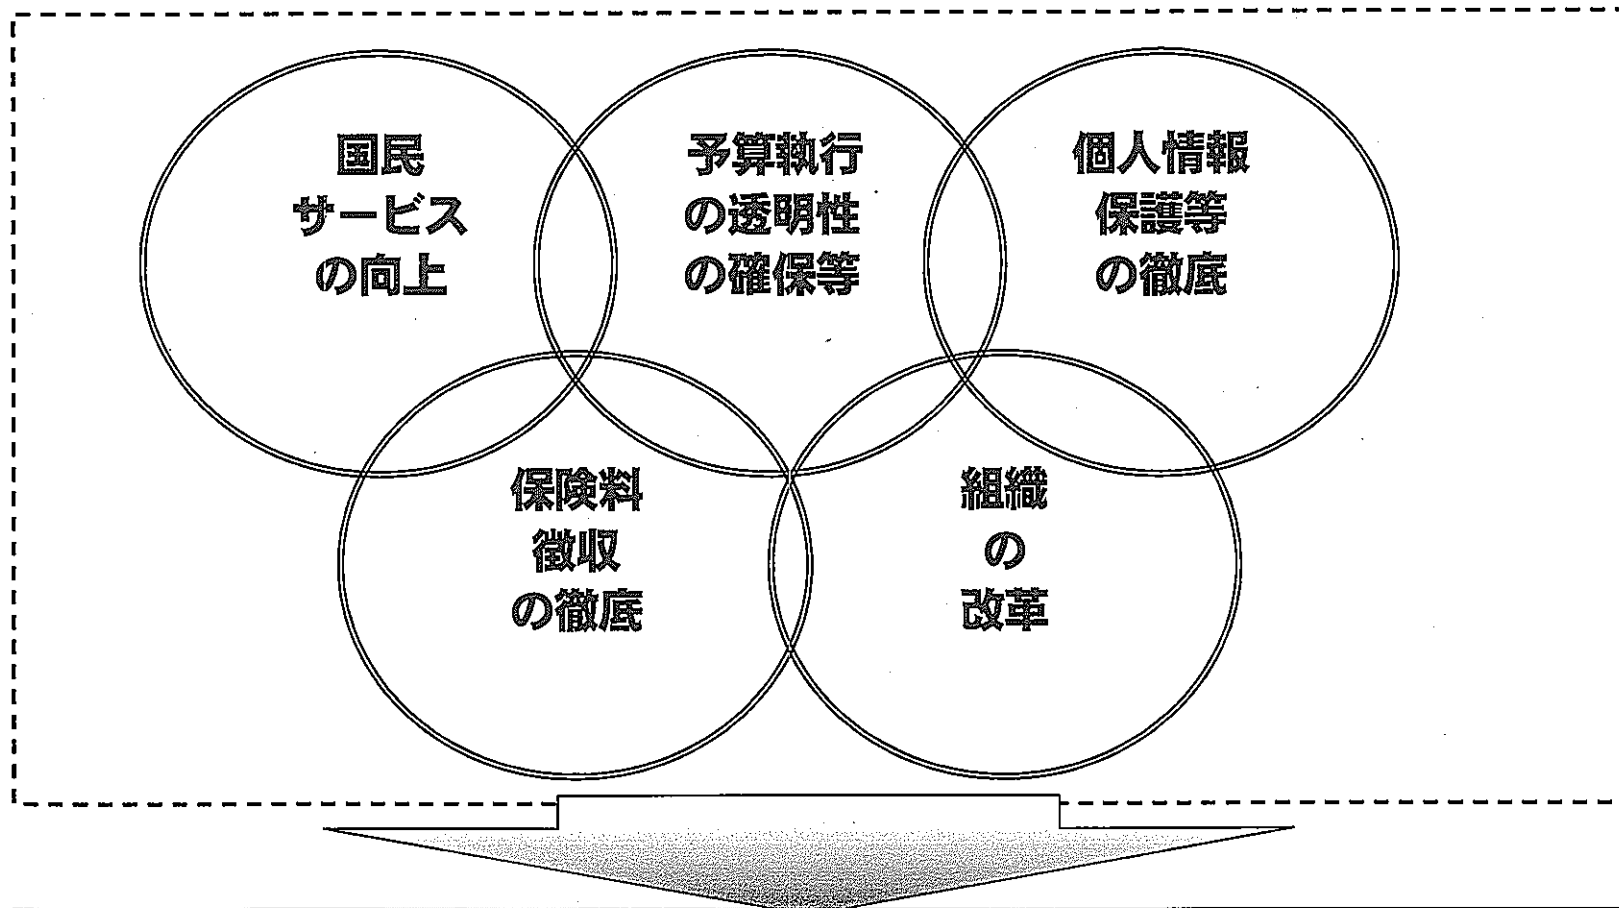 国民
サービス
の向上
予算執行
の透明性
の確保等
個人情報
保護等
の徹底
保険料
徴収
の徹底
組織
の
改革